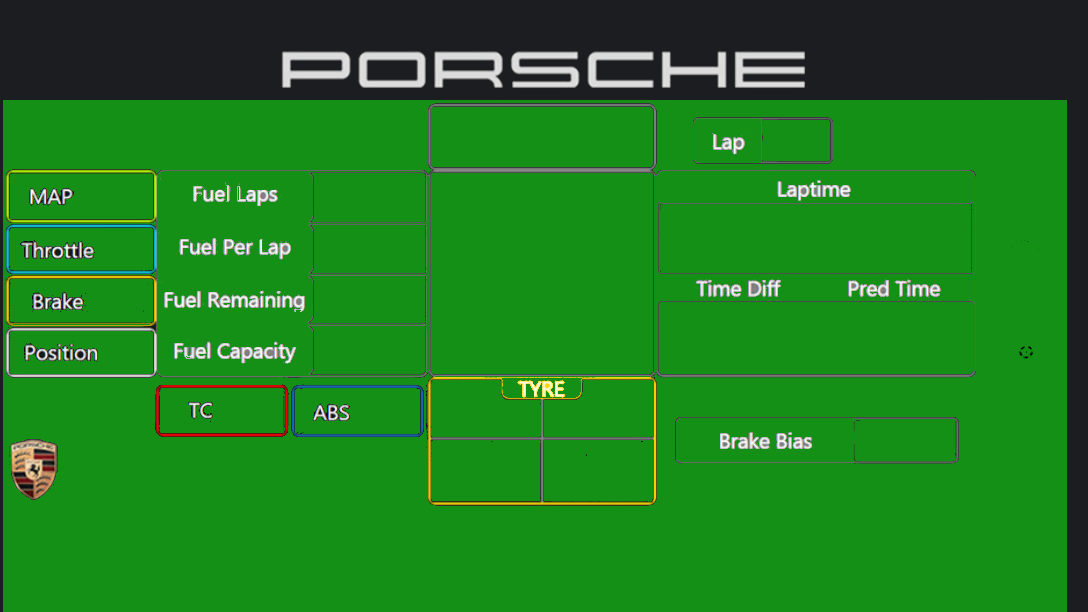 PORSCHE
Lap
MAP
Fuel Laps
Laptime
Throttle
Fuel Per Lap
Brake
Fuel Remaining
Time Diff
Pred Time
Position
Fuel Capacity
TC
ABS
TYRE
Brake Bias
PORSCHE